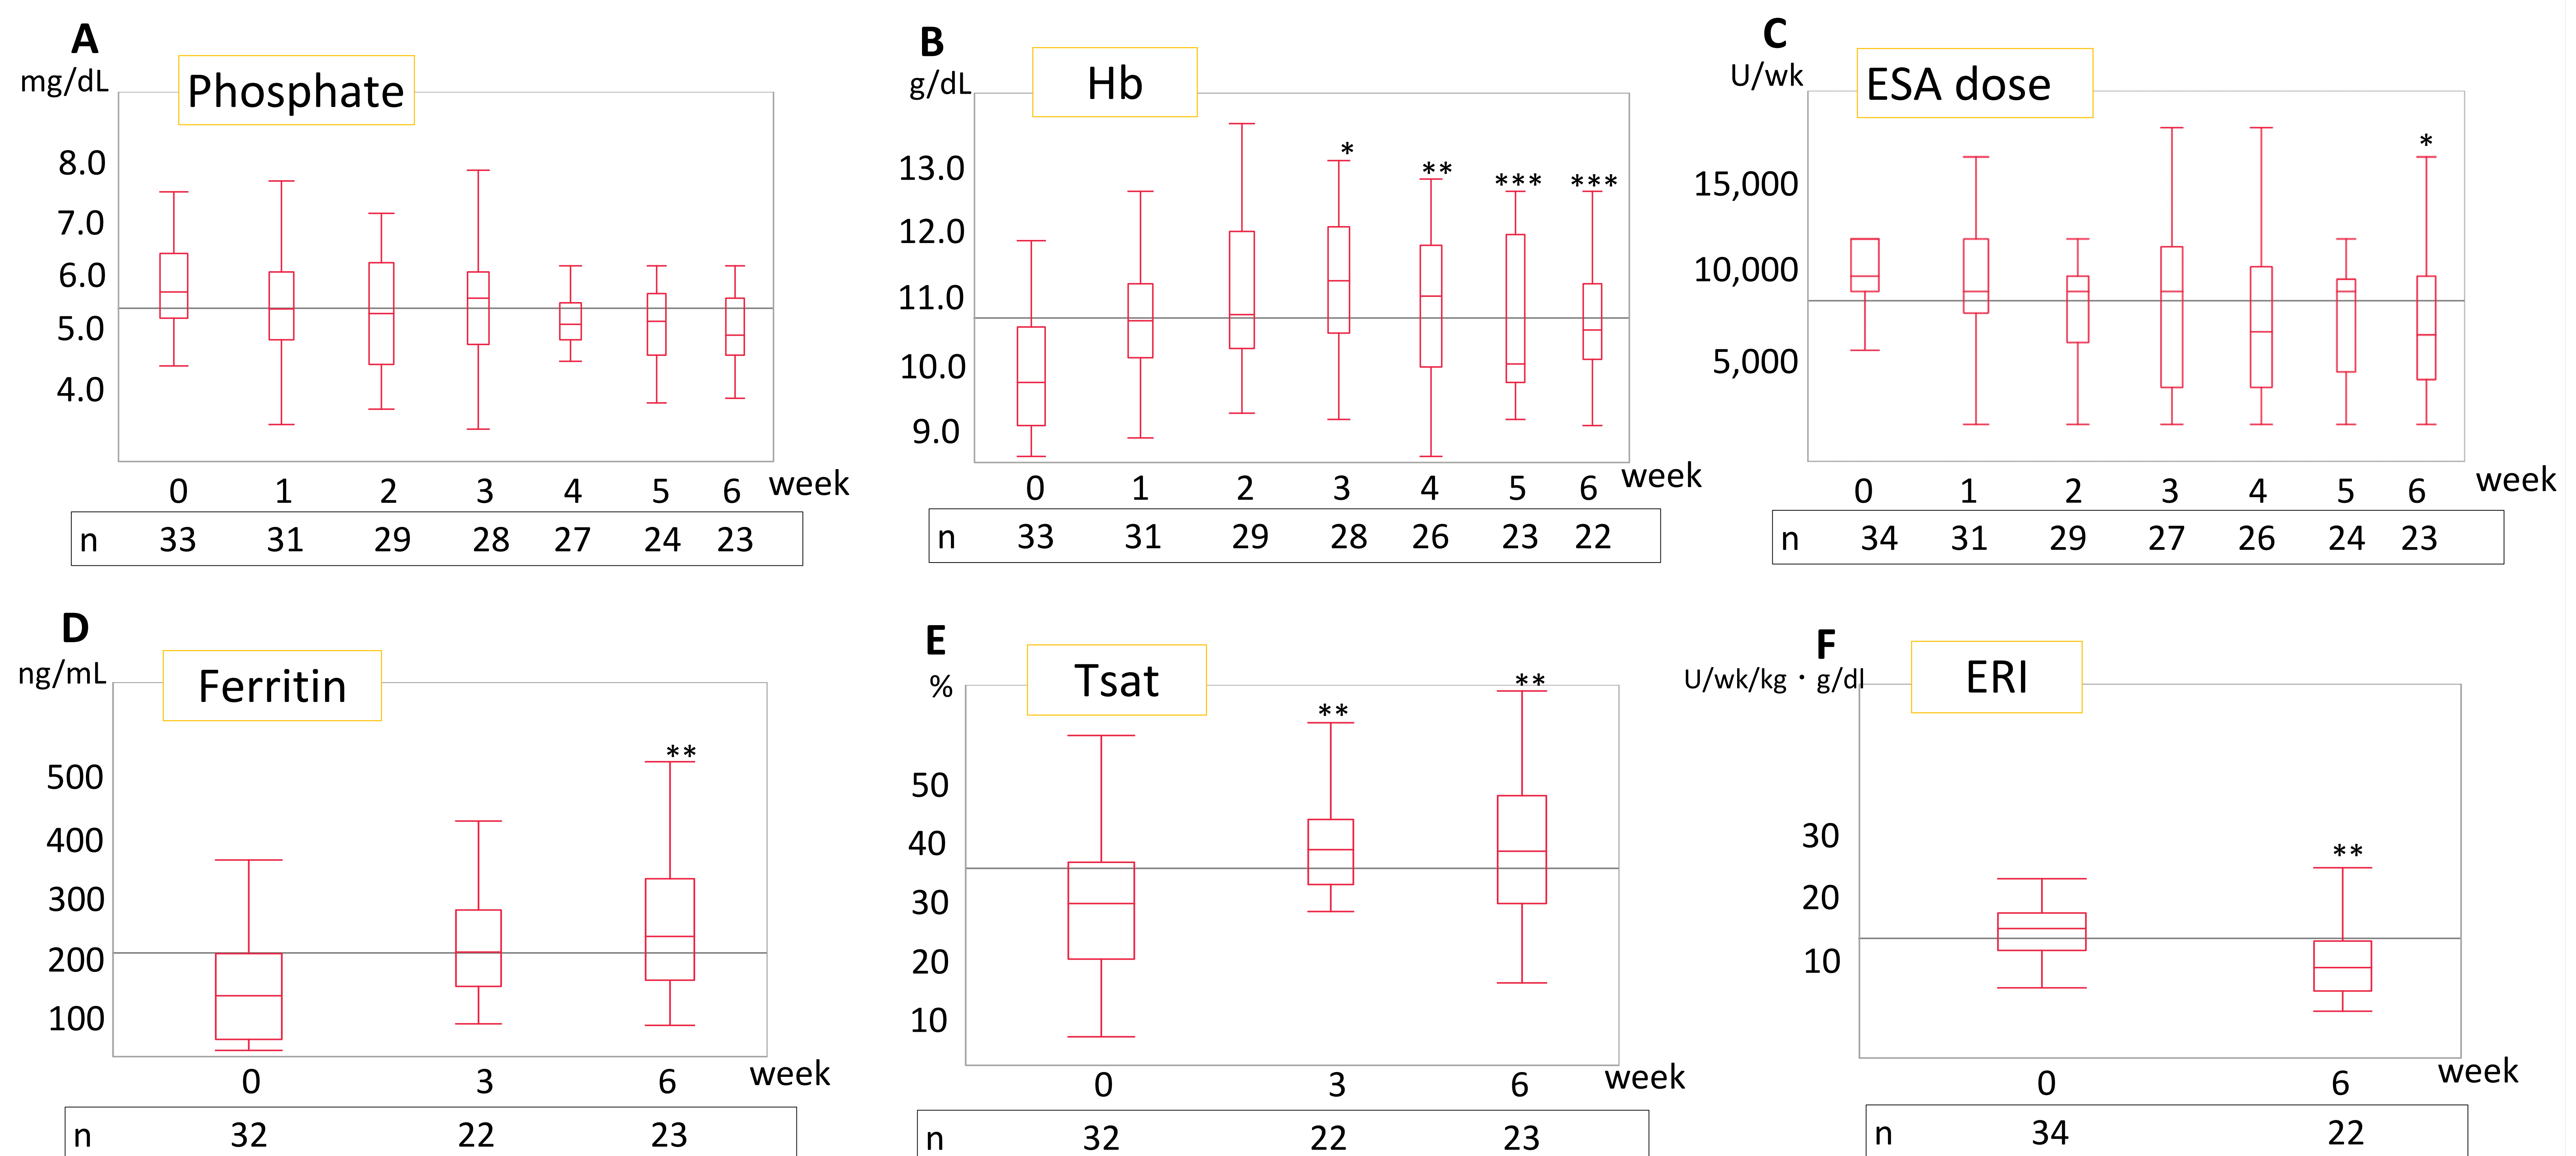 A
mg/dL
Phosphate
8.0
7.0
6.0
5.0
4.0
0 1 2 3 4 5 6 week
n 33 31 29 28 27 24 23
B
g/dL
Hb
13.0
12.0
11.0
10.0
9.0
* ** *** ***
0 1 2 3 4 5 6 week
n 33 31 29 28 26 23 22
C
U/wk
ESA dose
15,000
10,000
5,000
*
0 1 2 3 4 5 6 week
n 34 31 29 27 26 24 23
D
ng/mL
Ferritin
500
400
300
200
100
**
0 3 6 week
n 32 22 23
E
%
Tsat
50
40
30
20
10
** **
0 3 6 week
n 32 22 23
F
U/wk/kg・g/dl
ERI
30
20
10
**
0 6 week
n 34 22